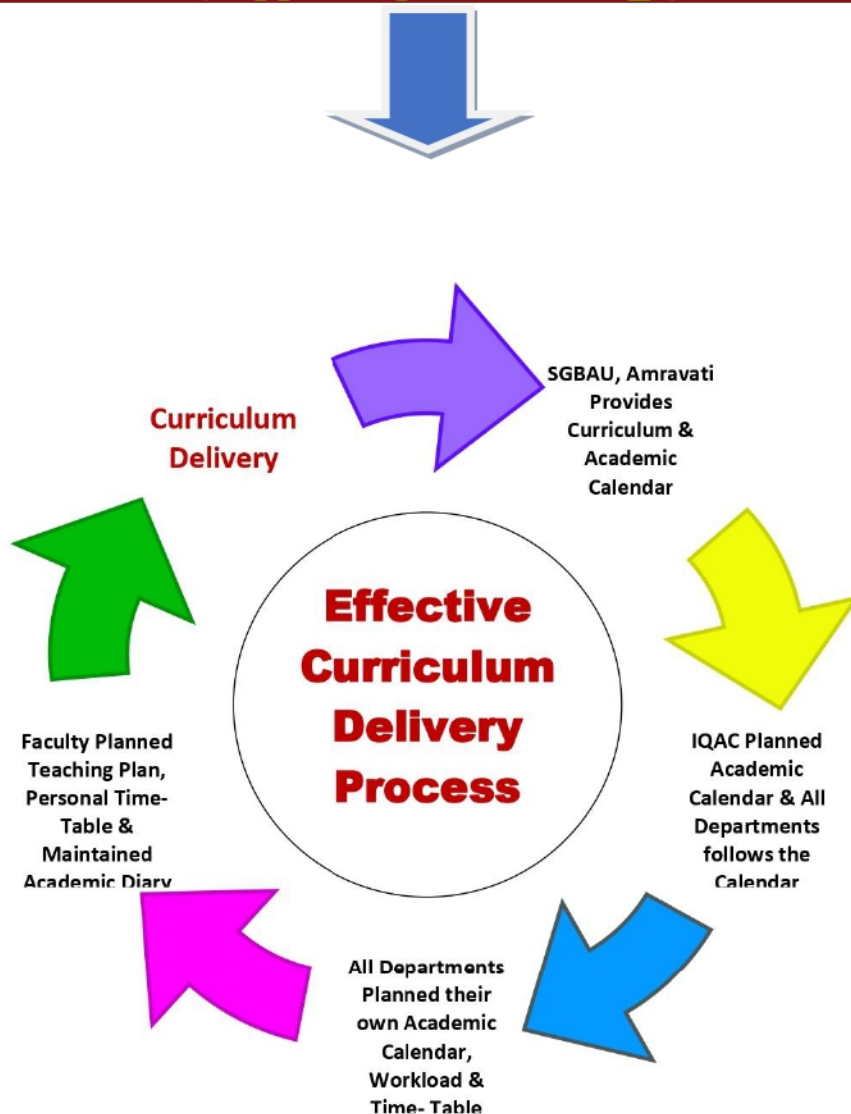 Curriculum
Delivery
SGBAU, Amravati
Provides
Curriculum &
Academic
Calendar
Effective
Curriculum
Delivery
Process
IQAC Planned
Academic
Calendar & All
Departments
follows the
Calendar
All Departments
Planned their
own Academic
Calendar,
Workload &
Time- Table
Faculty Planned
Teaching Plan,
Personal Time-
Table &
Maintained
Academic Diary